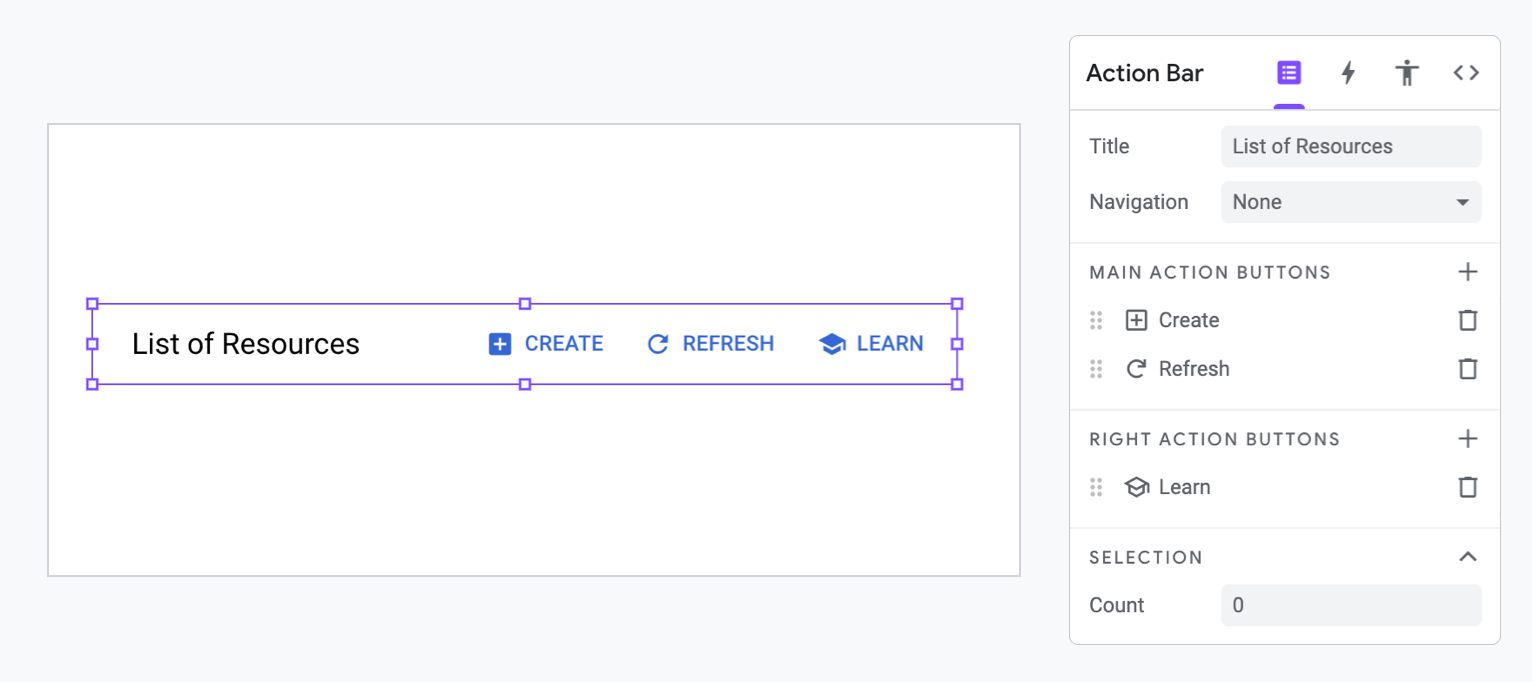 List of Resources CREATE REFRESH LEARN
Action Bar
Title List of Resources
Navigation None
MAIN ACTION BUTTONS
Create
Refresh
RIGHT ACTION BUTTONS
Learn
SELECTION
Count 0